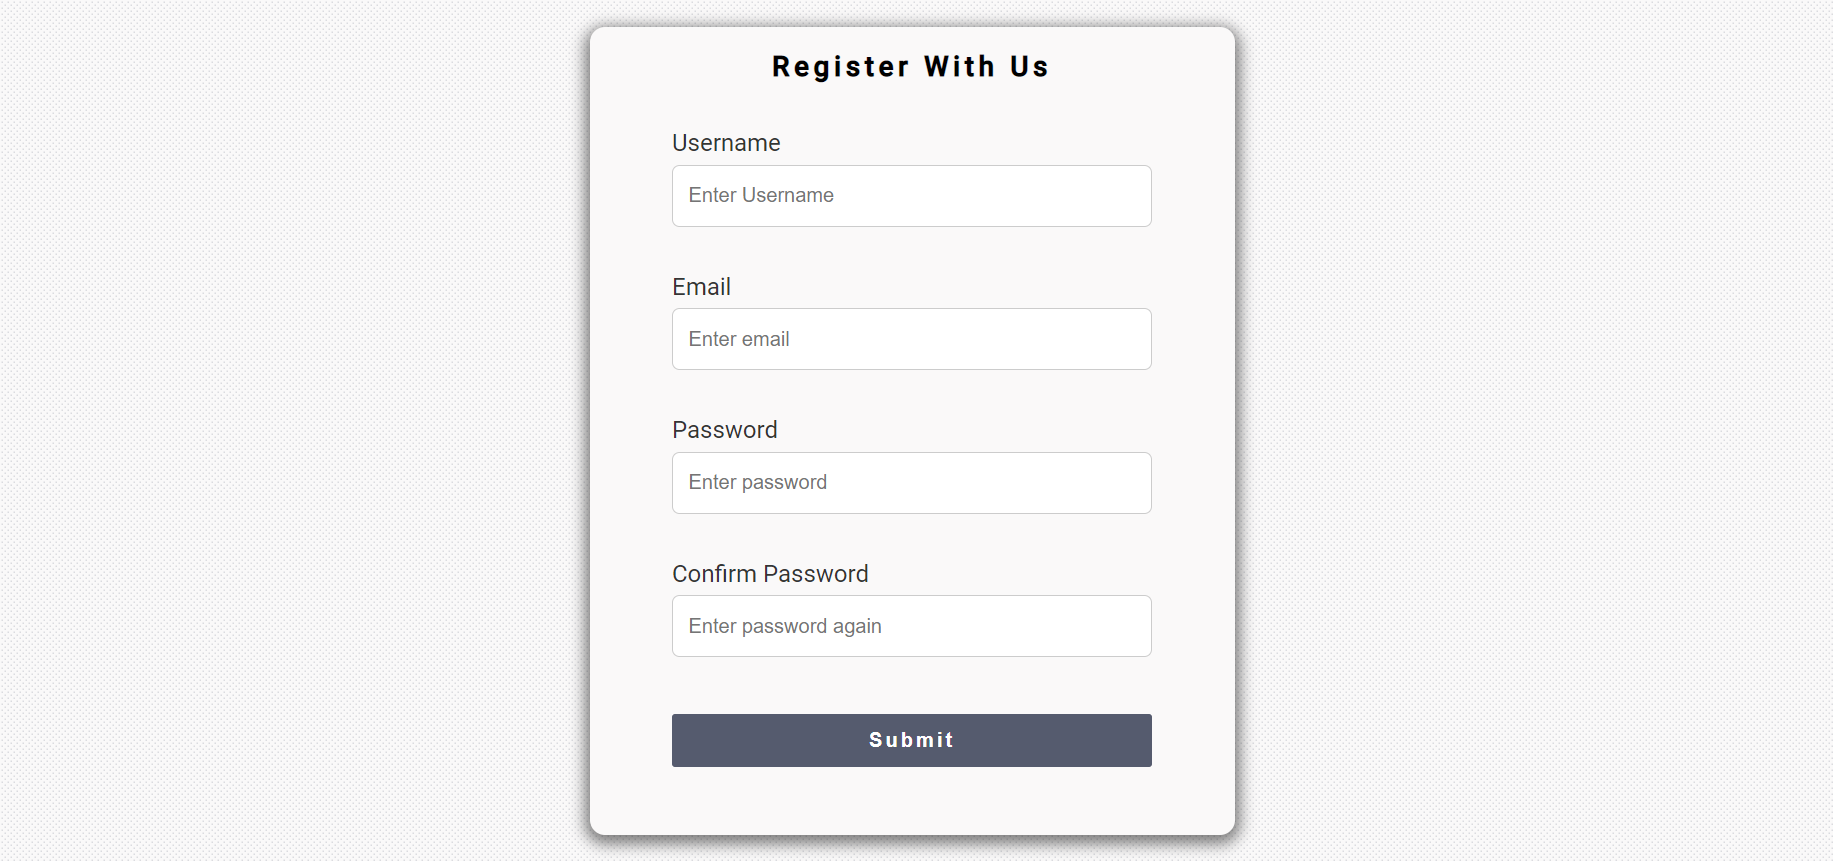 Register With Us
Username
Enter Username
Email
Enter email
Password
Enter password
Confirm Password
Enter password again
Submit